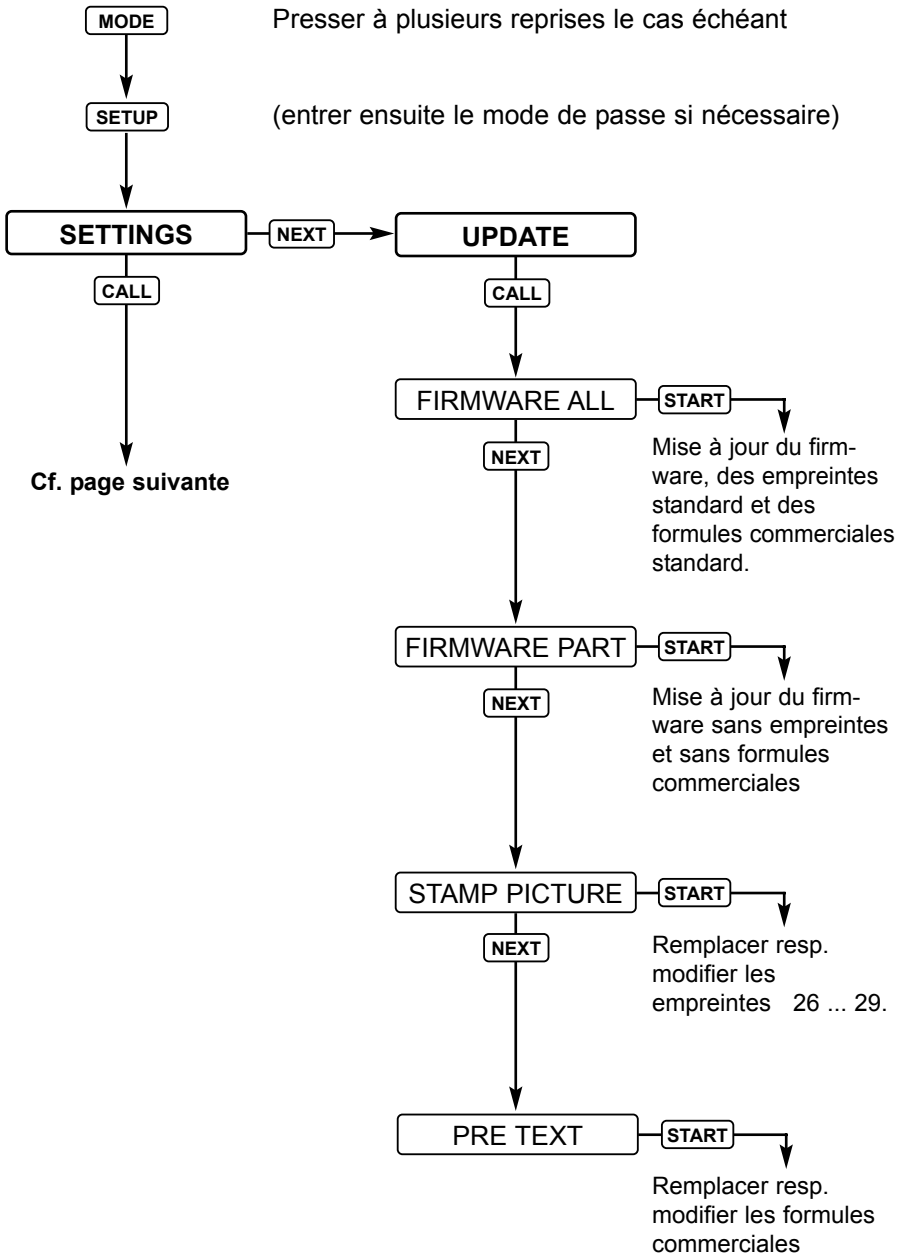 MODE
Presser à plusieurs reprises le cas échéant
SETUP
(entrer ensuite le mode de passe si nécessaire)
SETTINGS
NEXT
UPDATE
CALL
CALL
Cf. page suivante
FIRMWARE ALL
START
NEXT
Mise à jour du firm-
ware, des empreintes
standard et des
formules commerciales
standard.
FIRMWARE PART
START
NEXT
Mise à jour du firm-
ware sans empreintes
et sans formules
commerciales
STAMP PICTURE
START
NEXT
Remplacer resp.
modifier les
empreintes 26 ... 29.
PRE TEXT
START
Remplacer resp.
modifier les formules
commerciales